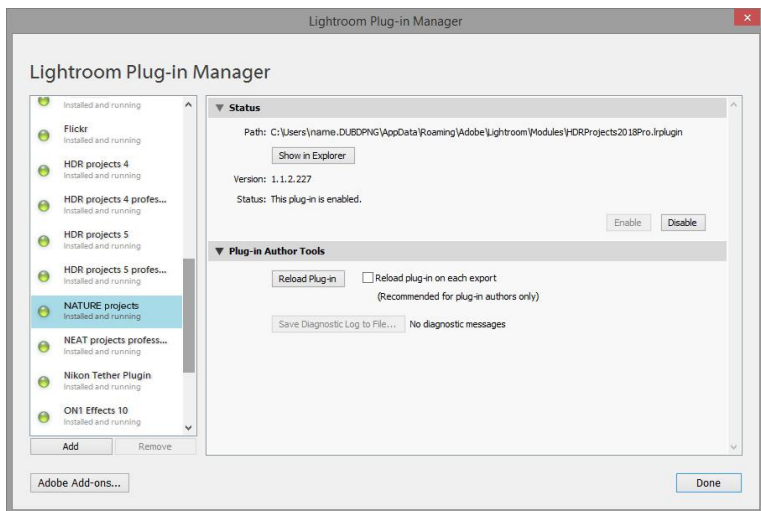 Lightroom Plug-in Manager
Lightroom Plug-in Manager
Installed and running
Flickr
Installed and running
HDR projects 4
Installed and running
HDR projects 4 profes...
Installed and running
HDR projects 5
Installed and running
HDR projects 5 profes...
Installed and running
NATURE projects
Installed and running
NEAT projects profess...
Installed and running
Nikon Tether Plugin
Installed and running
ON1 Effects 10
Installed and running
Add Remove
Status
Path: C:\Users\name.DUBDPNG\AppData\Roaming\Adobe\Lightroom\Modules\HDRProjects2018Pro.lrplugin
Show in Explorer
Version: 1.1.2.227
Status: This plug-in is enabled.
Enable Disable
Plug-in Author Tools
Reload Plug-in Reload plug-in on each export
(Recommended for plug-in authors only)
Save Diagnostic Log to File... No diagnostic messages
Adobe Add-ons... Done